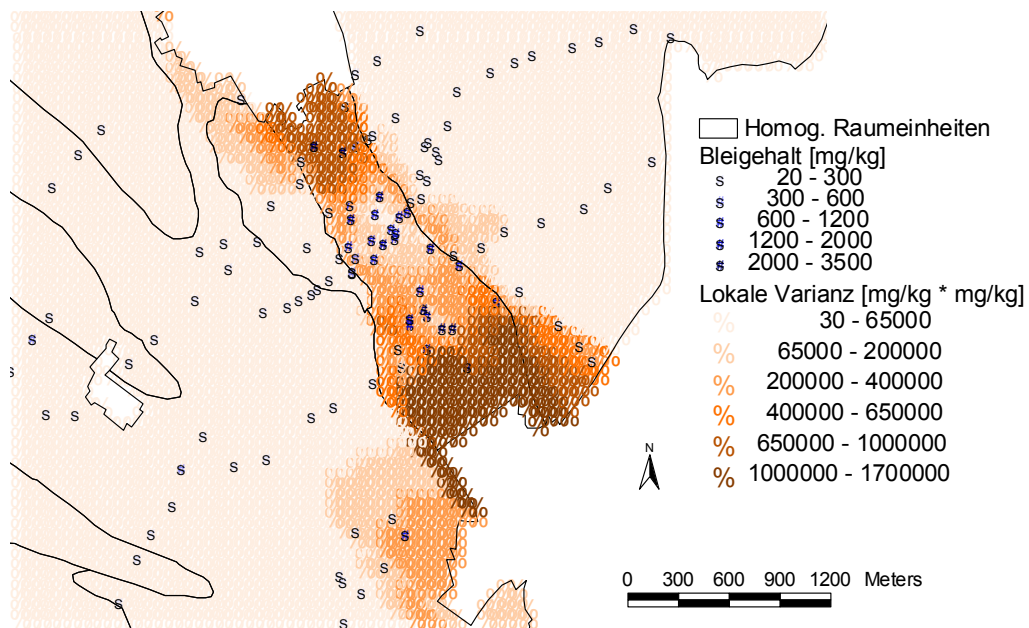 Homog. Raumeinheiten
Bleigehalt [mg/kg]
S 20 - 300
S 300 - 600
# 600 - 1200
# 1200 - 2000
# 2000 - 3500
Lokale Varianz [mg/kg * mg/kg]
% 30 - 65000
% 65000 - 200000
% 200000 - 400000
% 400000 - 650000
% 650000 - 1000000
% 1000000 - 1700000
N
0 300 600 900 1200 Meters